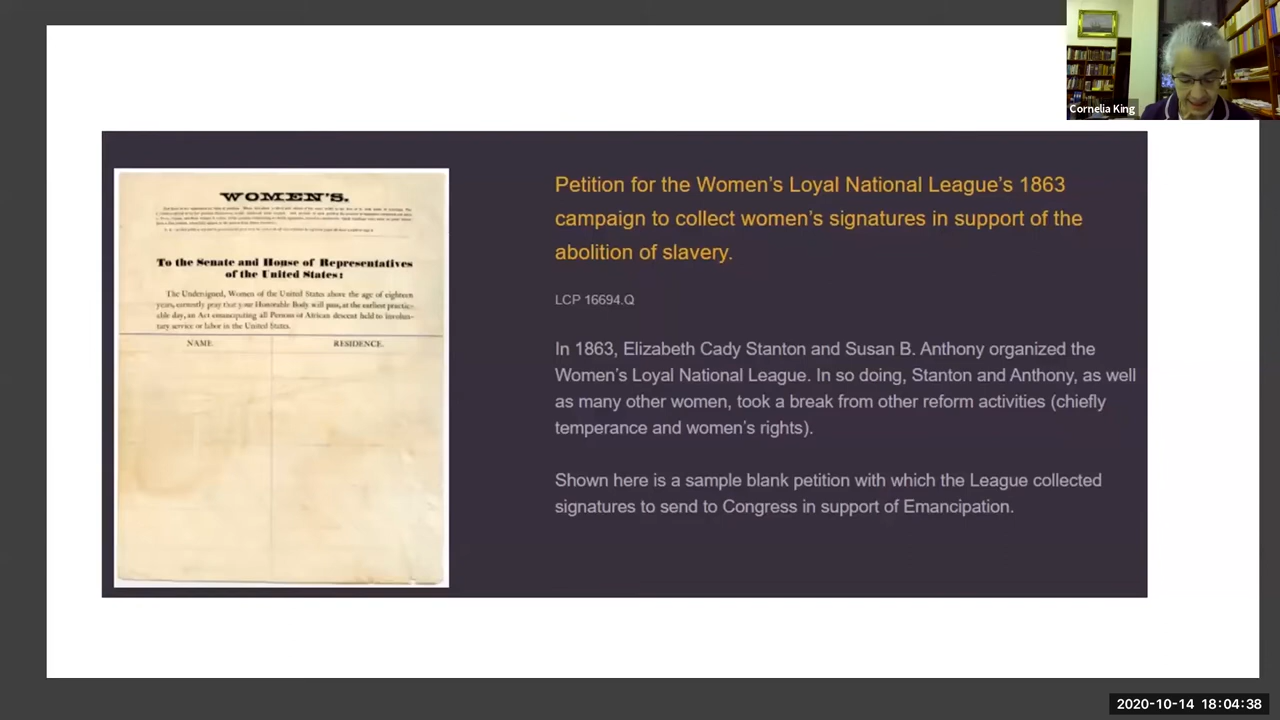 Cornelia King
WOMEN'S.
To the Senate and House of Representatives
of the United States:
The Undersigned, Women of the United States above the age of eighteen
years, earnestly pray that your Honorable Body will pass, at the earliest practic-
able day, an Act emancipating all Persons of African descent held to involun-
tary service or labor in the United States.
NAME. RESIDENCE.
Petition for the Women's Loyal National League's 1863
campaign to collect women's signatures in support of the
abolition of slavery.
LCP 16694.Q
In 1863, Elizabeth Cady Stanton and Susan B. Anthony organized the
Women's Loyal National League. In so doing, Stanton and Anthony, as well
as many other women, took a break from other reform activities (chiefly
temperance and women's rights).
Shown here is a sample blank petition with which the League collected
signatures to send to Congress in support of Emancipation.
2020-10-14 18:04:38